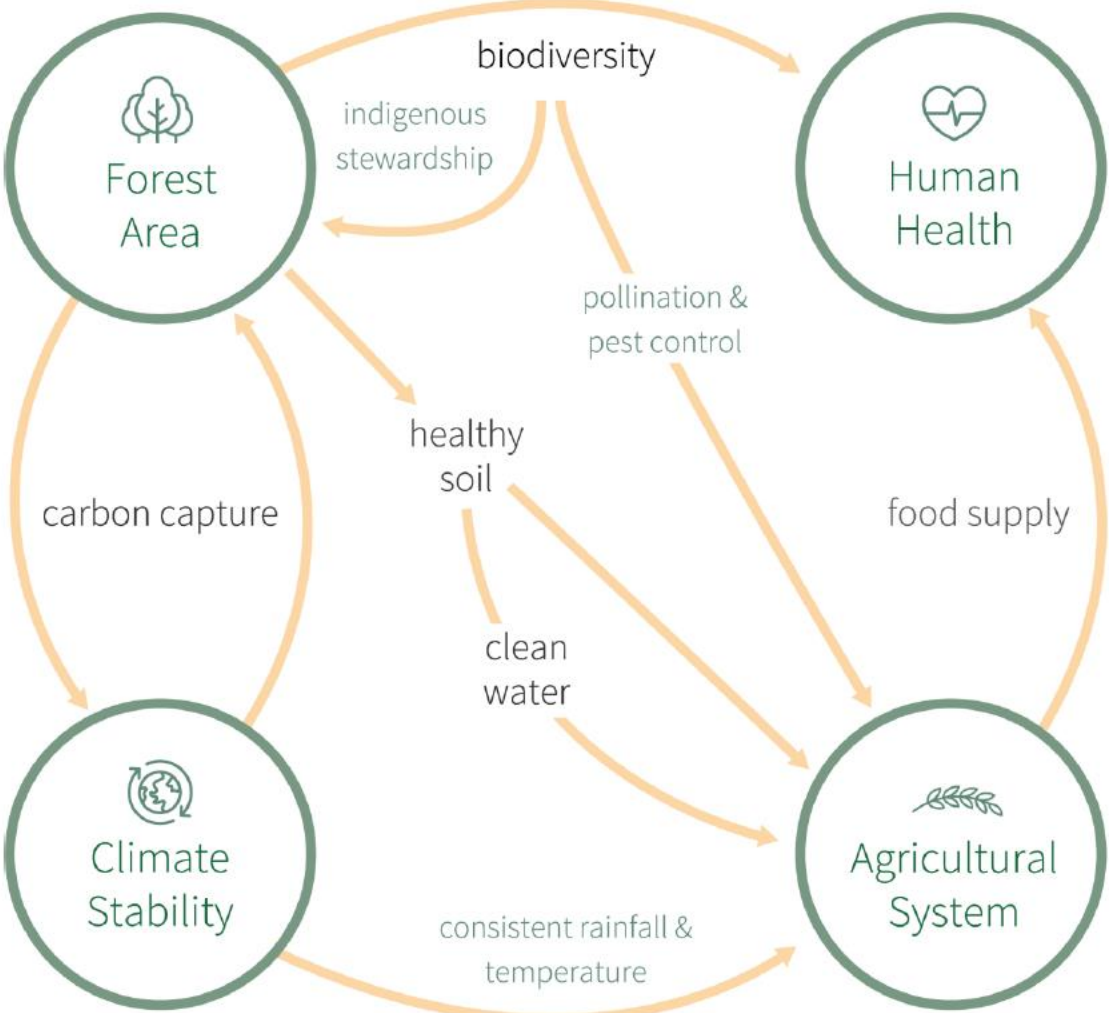 biodiversity
indigenous
stewardship
Forest
Area
Human
Health
pollination &
pest control
healthy
soil
carbon capture
food supply
clean
water
Climate
Stability
Agricultural
System
consistent rainfall &
temperature